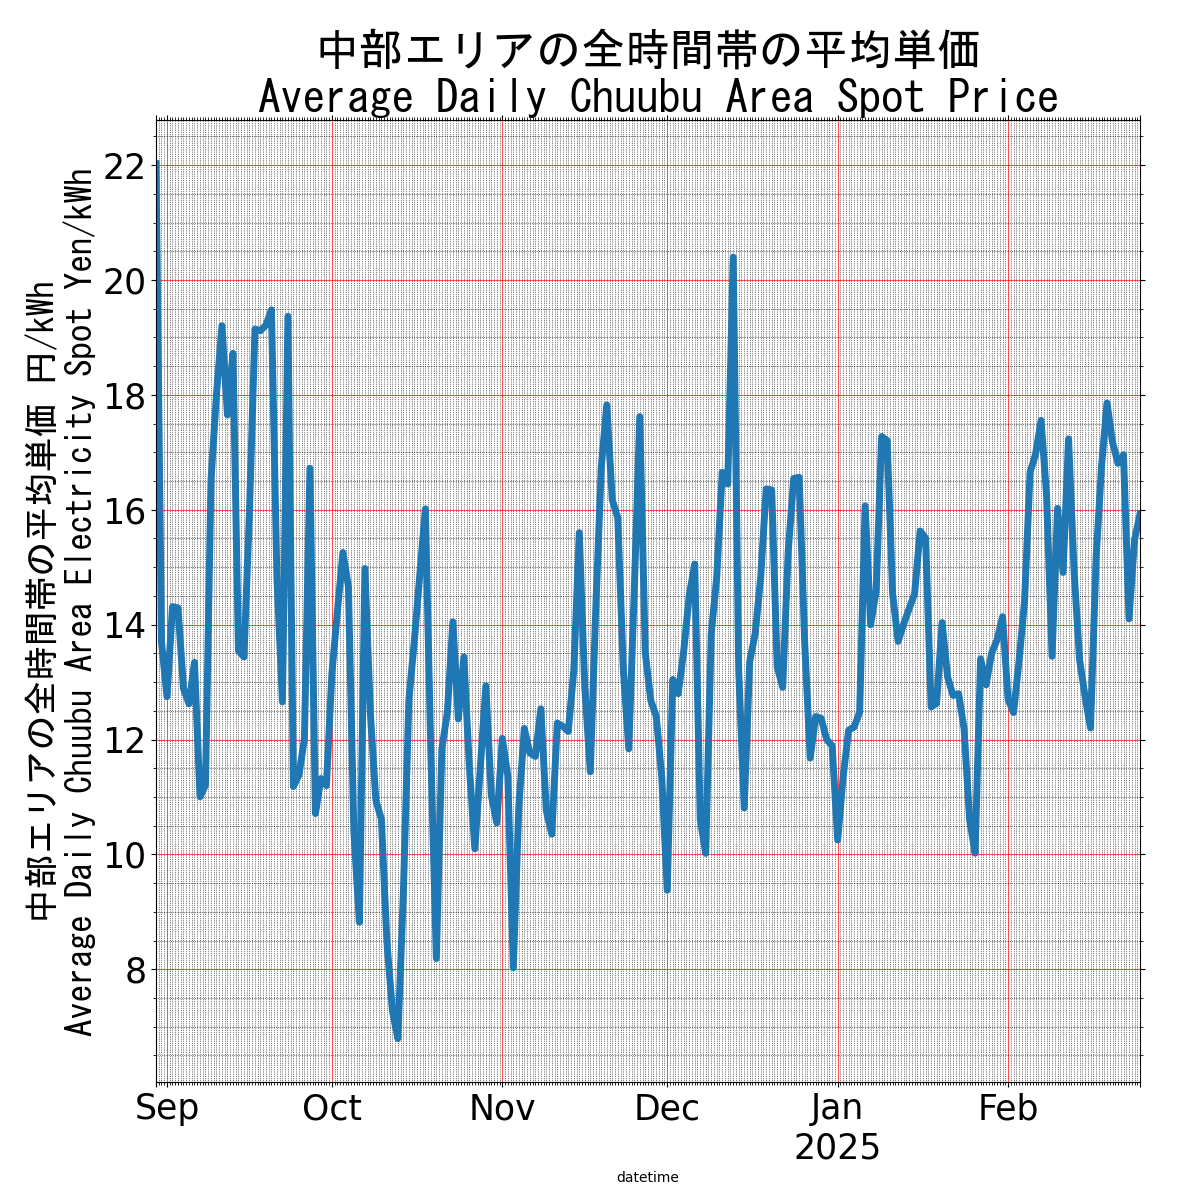 中部エリアの全時間帯の平均単価
Average Daily Chuubu Area Spot Price
中部エリアの全時間帯の平均単価 円/kWh
Average Daily Chuubu Area Electricity Spot Yen/kWh
22
20
18
16
14
12
10
8
Sep
Oct
Nov
Dec
Jan
2025
Feb
datetime